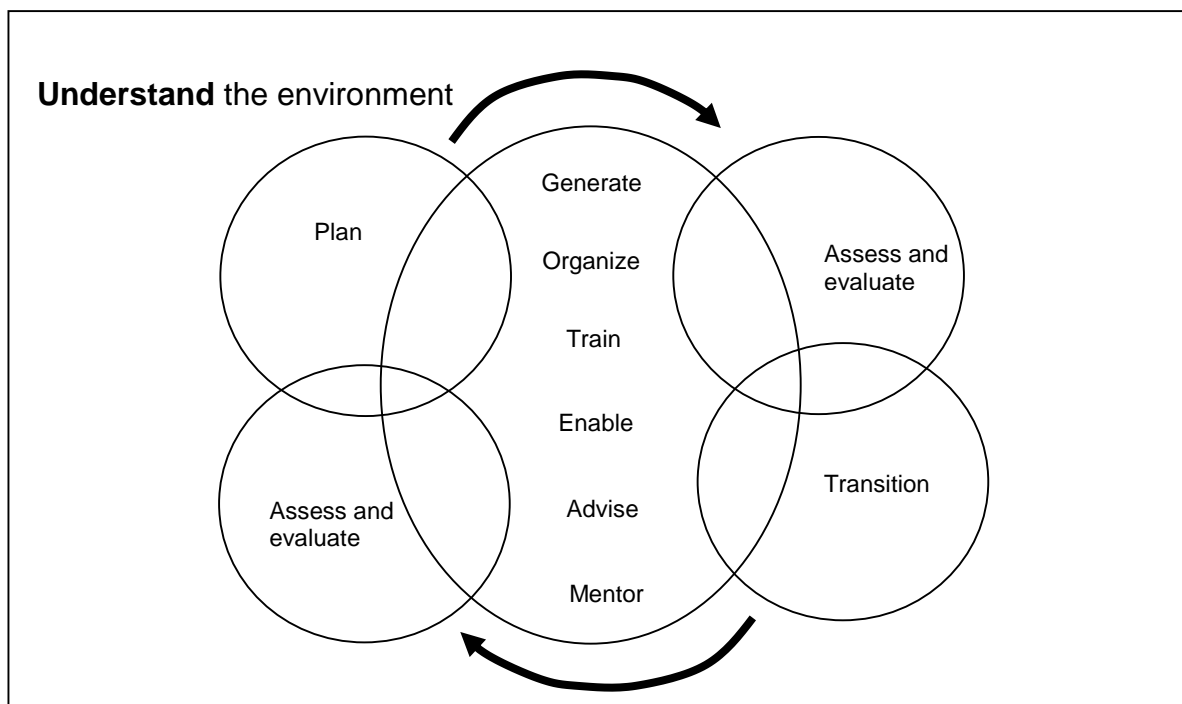 Understand the environment
Plan
Generate
Organize
Train
Enable
Advise
Mentor
Assess and
evaluate
Transition
Assess and
evaluate